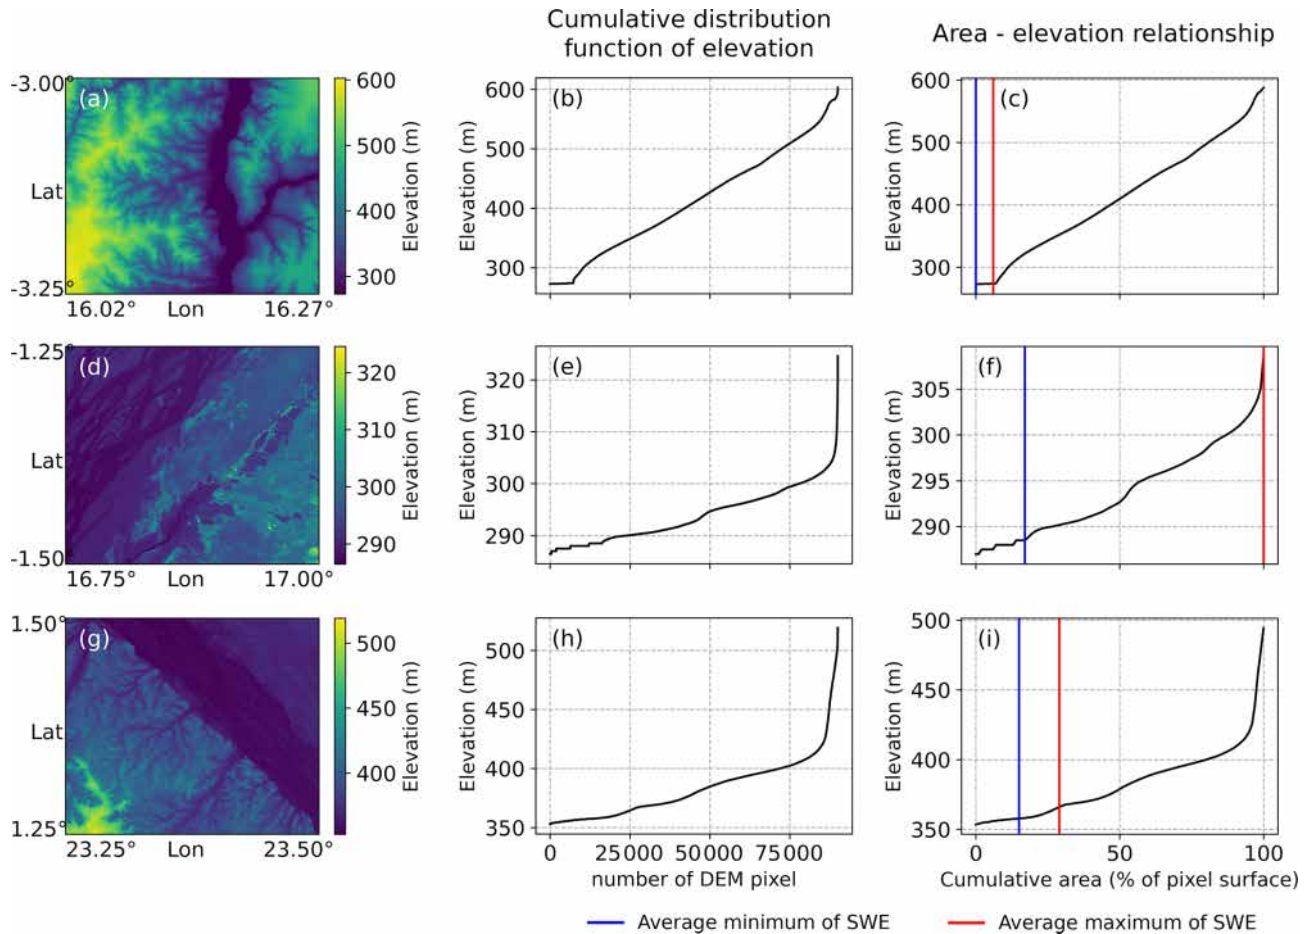 Cumulative distribution
function of elevation
Area - elevation relationship
-3.00°
(a)
Lat
-3.25°
16.02° Lon 16.27°
600
500
400
300
Elevation (m)
(b)
600
500
400
300
Elevation (m)
(c)
600
500
400
300
Elevation (m)
-1.25°
(d)
Lat
-1.50°
16.75° Lon 17.00°
320
310
300
290
Elevation (m)
(e)
320
310
300
290
Elevation (m)
(f)
305
300
295
290
Elevation (m)
1.50°
(g)
Lat
1.25°
23.25° Lon 23.50°
500
450
400
Elevation (m)
(h)
500
450
400
350
Elevation (m)
0 25000 50000 75000
number of DEM pixel
(i)
500
450
400
350
Elevation (m)
0 50 100
Cumulative area (% of pixel surface)
Average minimum of SWE
Average maximum of SWE